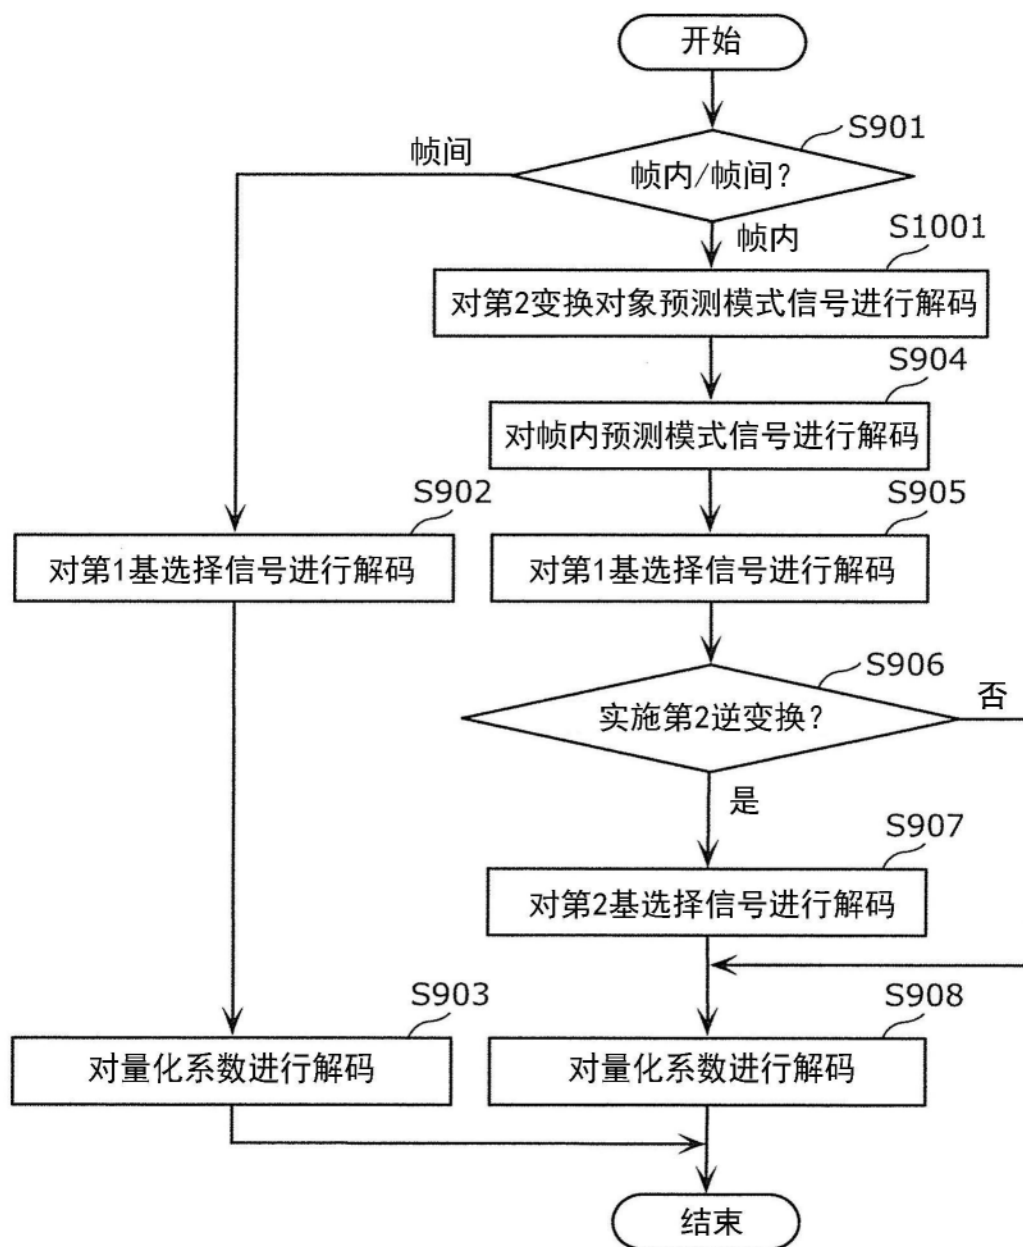 开始
S901
帧间
帧内/帧间?
帧内
S1001
对第2变换对象预测模式信号进行解码
S904
对帧内预测模式信号进行解码
S902
S905
对第1基选择信号进行解码
对第1基选择信号进行解码
S906
否
实施第2逆变换?
是
S907
对第2基选择信号进行解码
S903
S908
对量化系数进行解码
对量化系数进行解码
结束